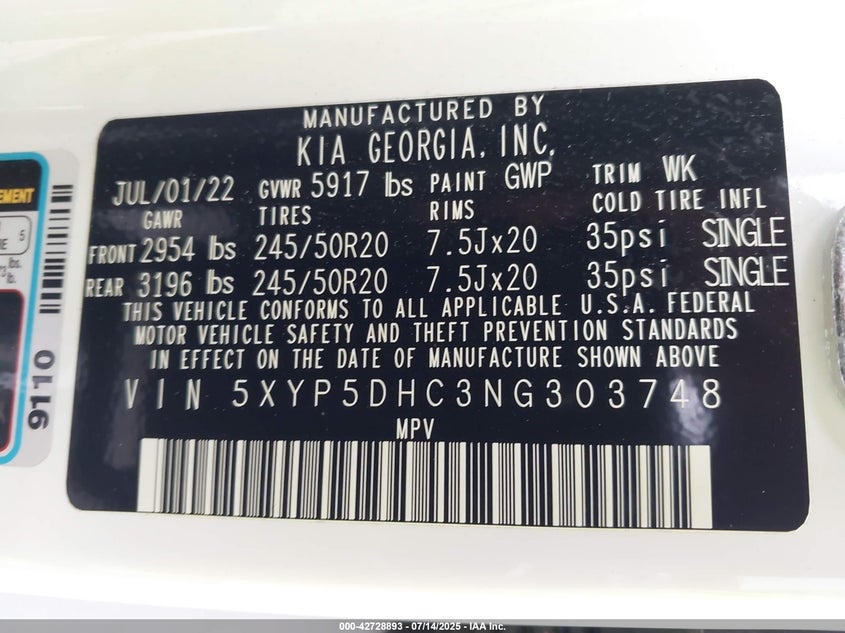 MANUFACTURED BY
KIA GEORGIA, INC.
JUL/01/22 GVWR 5917 lbs PAINT GWP TRIM WK
GAWR TIRES RIMS COLD TIRE INFL
FRONT 2954 lbs 245/50R20 7.5Jx20 35psi SINGLE
REAR 3196 lbs 245/50R20 7.5Jx20 35psi SINGLE
THIS VEHICLE CONFORMS TO ALL APPLICABLE U.S.A. FEDERAL
MOTOR VEHICLE SAFETY AND THEFT PREVENTION STANDARDS
IN EFFECT ON THE DATE OF MANUFACTURE SHOWN ABOVE
VIN 5XYP5DHC3NG303748
MPV
5
lbs.
lb.
9110
000-42728893 - 07/14/2025 - IAA Inc.